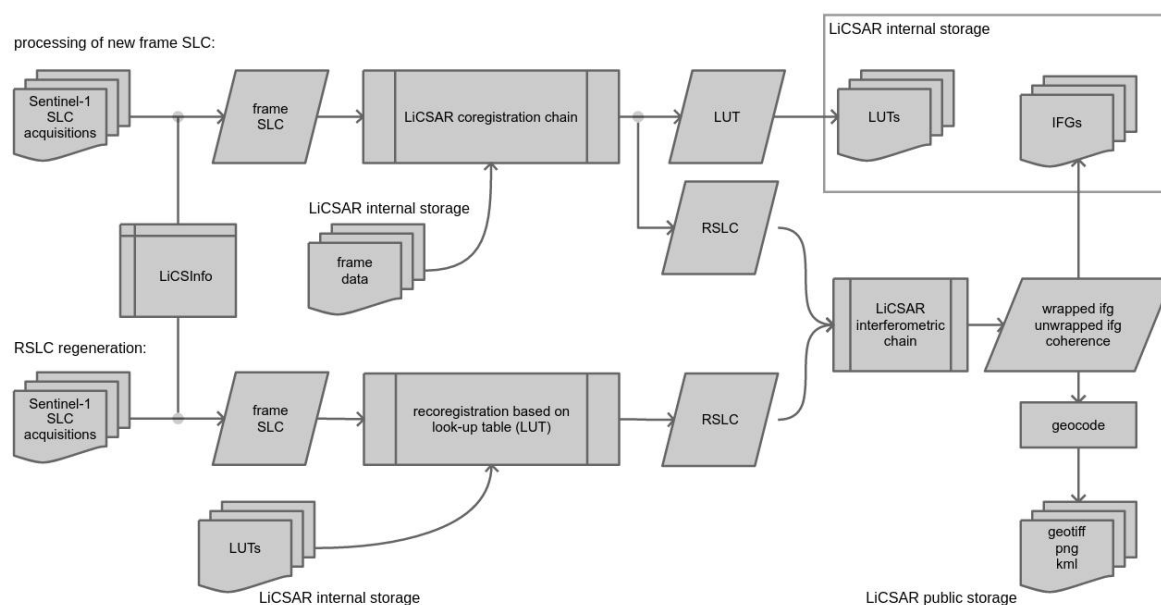 processing of new frame SLC:
LiCSAR internal storage
Sentinel-1
SLC
acquisitions
frame
SLC
LiCSAR coregistration chain
LUT
LUTs
IFGs
LiCSAR internal storage
frame
data
RSLC
LiCSInfo
LiCSAR
interferometric
chain
wrapped ifg
unwrapped ifg
coherence
RSLC regeneration:
Sentinel-1
SLC
acquisitions
frame
SLC
recoregistration based on
look-up table (LUT)
RSLC
geocode
LUTs
LiCSAR internal storage
geotiff
png
kml
LiCSAR public storage